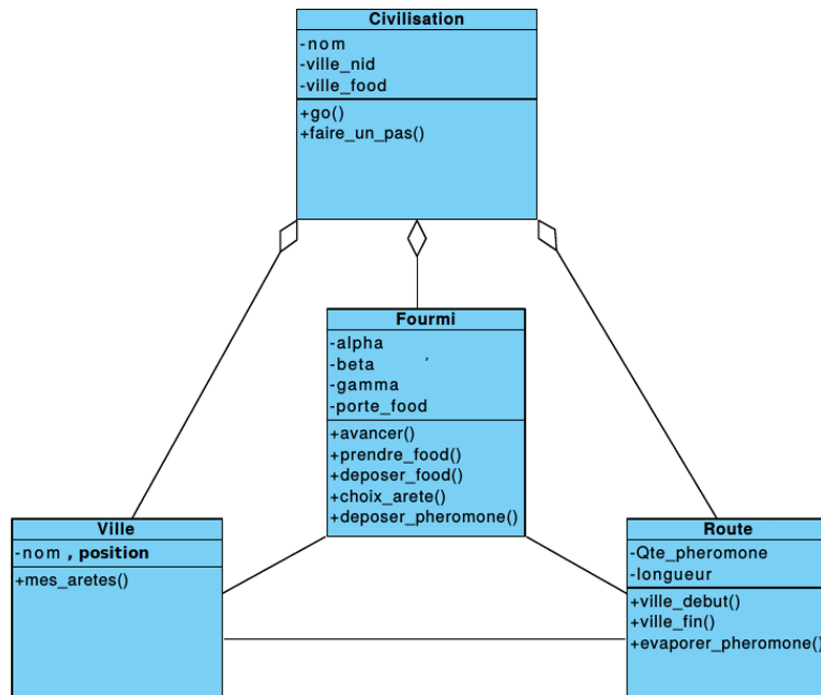 Civilisation
-nom
-ville_nid
-ville_food
+go()
+faire_un_pas()
Fourmi
-alpha
-beta
-gamma
-porte_food
+avancer()
+prendre_food()
+deposer_food()
+choix_arete()
+deposer_pheromone()
Ville
-nom , position
+mes_aretes()
Route
-Qte_pheromone
-longueur
+ville_debut()
+ville_fin()
+evaporer_pheromone()